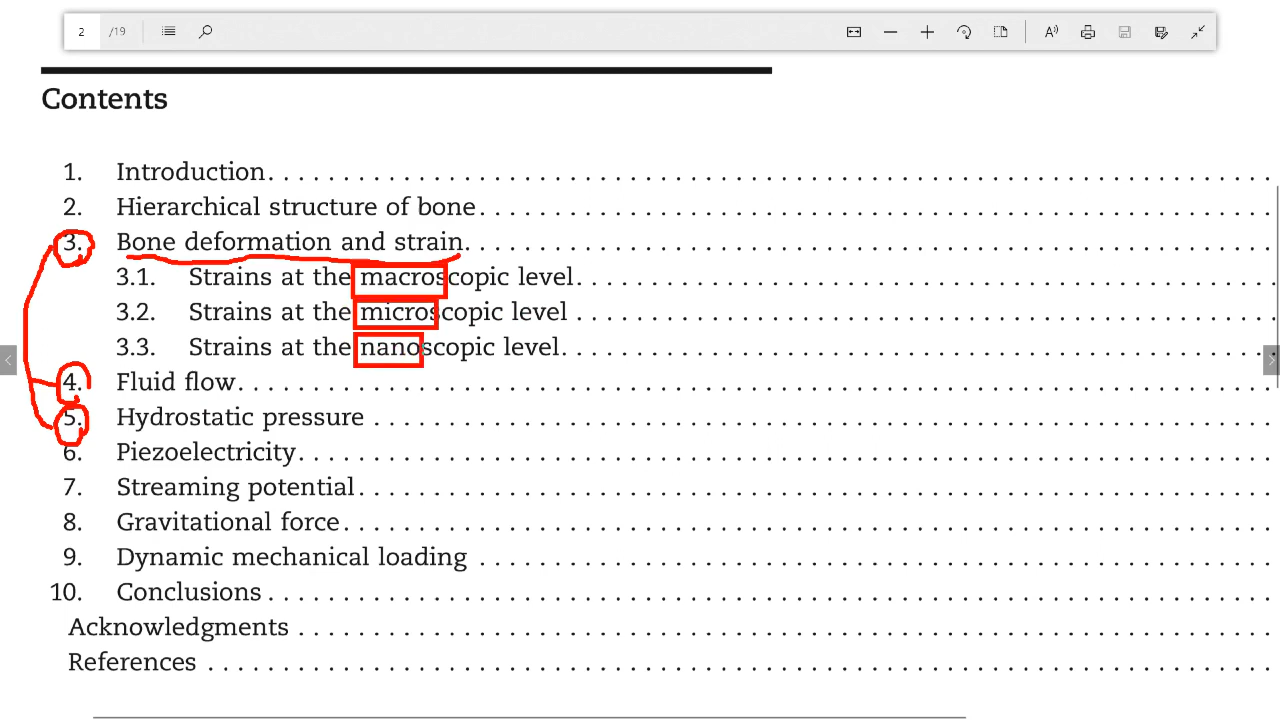 2 /19
Contents
1. Introduction
2. Hierarchical structure of bone
3. Bone deformation and strain
3.1. Strains at the macroscopic level
3.2. Strains at the microscopic level
3.3. Strains at the nanoscopic level
4. Fluid flow
5. Hydrostatic pressure
6. Piezoelectricity
7. Streaming potential
8. Gravitational force
9. Dynamic mechanical loading
10. Conclusions
Acknowledgments
References